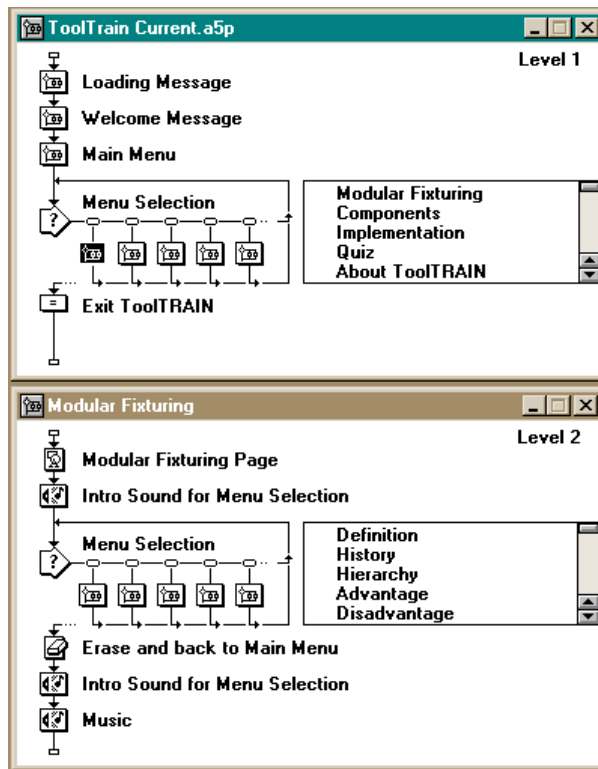 ToolTrain Current.a5p
Level 1
Loading Message
Welcome Message
Main Menu
Menu Selection
?
Modular Fixturing
Components
Implementation
Quiz
About ToolTRAIN
=
Exit ToolTRAIN
Modular Fixturing
Level 2
Modular Fixturing Page
Intro Sound for Menu Selection
Menu Selection
?
Definition
History
Hierarchy
Advantage
Disadvantage
Erase and back to Main Menu
Intro Sound for Menu Selection
Music